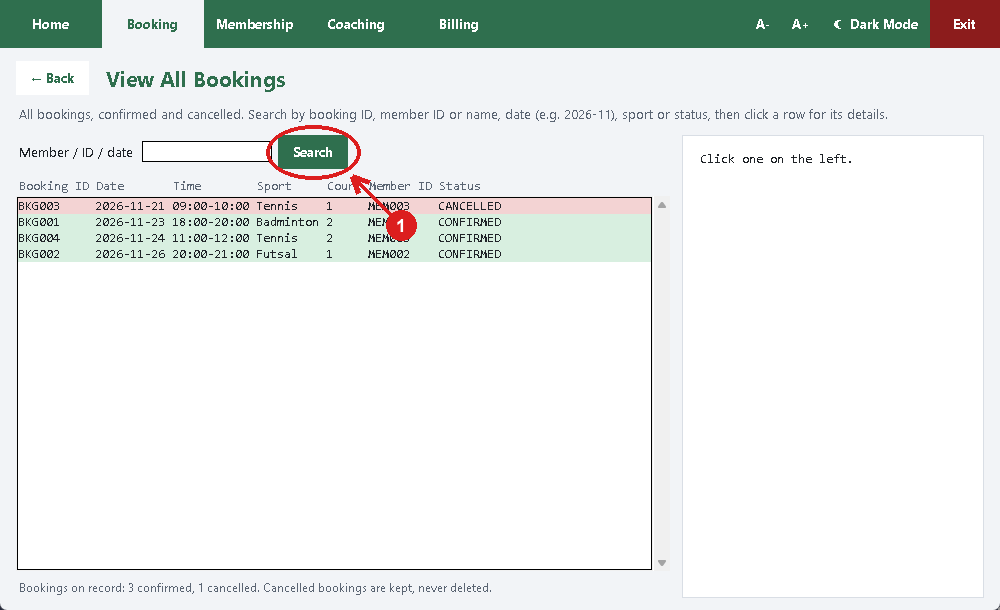 Home Booking Membership Coaching Billing A- A+ Dark Mode Exit
← Back View All Bookings
All bookings, confirmed and cancelled. Search by booking ID, member ID or name, date (e.g. 2026-11), sport or status, then click a row for its details.
Member / ID / date Search
Click one on the left.
Booking ID Date Time Sport Member ID Status
BKG003 2026-11-21 09:00-10:00 Tennis 1 MEM003 CANCELLED
BKG001 2026-11-23 18:00-20:00 Badminton 2 CONFIRMED
BKG004 2026-11-24 11:00-12:00 Tennis 2 CONFIRMED
BKG002 2026-11-26 20:00-21:00 Futsal 1 MEM002 CONFIRMED
1
Bookings on record: 3 confirmed, 1 cancelled. Cancelled bookings are kept, never deleted.